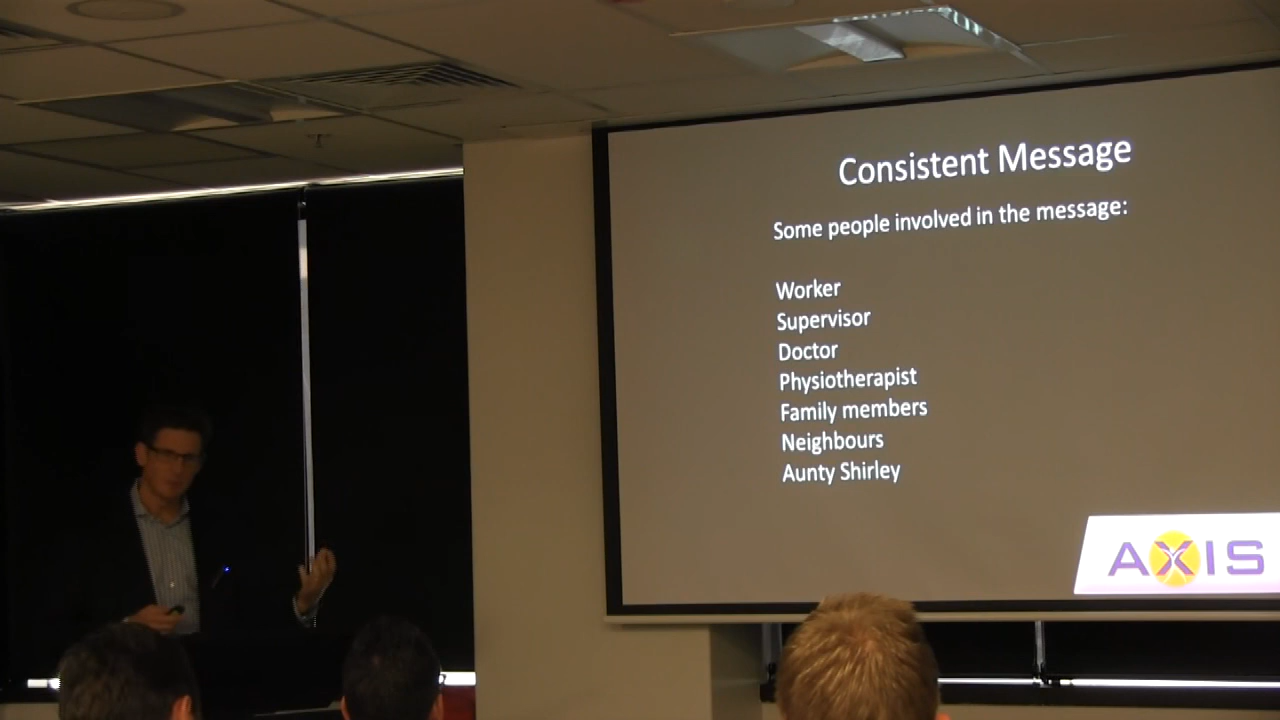 Consistent Message
Some people involved in the message:
Worker
Supervisor
Doctor
Physiotherapist
Family members
Neighbours
Aunty Shirley
AXIS